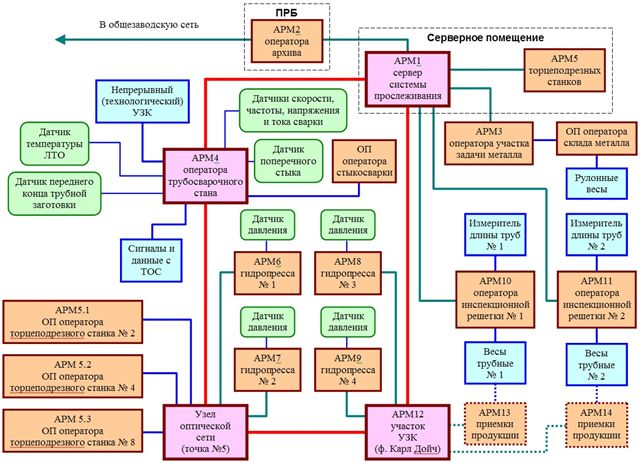 ПРБ
В общезаводскую сеть
АРМ2
оператора
архива
Серверное помещение
АРМ1
сервер
системы
прослеживания
АРМ5
торцеподрезных
станков
Непрерывный
(технологический)
УЗК
Датчики скорости,
частоты, напряжения
и тока сварки
Датчик
температуры
ЛТО
АРМ4
оператора
трубосварочного
стана
Датчик
поперечного
стыка
ОП
оператора
стыкосварки
АРМ3
оператора участка
задачи металла
ОП оператора
склада металла
Рулонные
весы
Датчик переднего
конца трубной
заготовки
Сигналы и
данные с
ТОС
Датчик
давления
Датчик
давления
Измеритель
длины труб
№ 1
Измеритель
длины труб
№ 2
АРМ6
гидропресса
№ 1
АРМ8
гидропресса
№ 3
АРМ10
оператора
инспекционной
решетки № 1
АРМ11
оператора
инспекционной
решетки № 2
АРМ5.1
ОП оператора
торцеподрезного станка № 2
Датчик
давления
Датчик
давления
АРМ 5.2
ОП оператора
торцеподрезного станка № 4
АРМ7
гидропресса
№ 2
АРМ9
гидропресса
№ 4
Весы
трубные
№ 1
Весы
трубные
№ 2
АРМ 5.3
ОП оператора
торцеподрезного станка № 8
Узел
оптической
сети
(точка №5)
АРМ12
участок
УЗК
(ф. Карл Дойч)
АРМ13
приемки
продукции
АРМ14
приемки
продукции